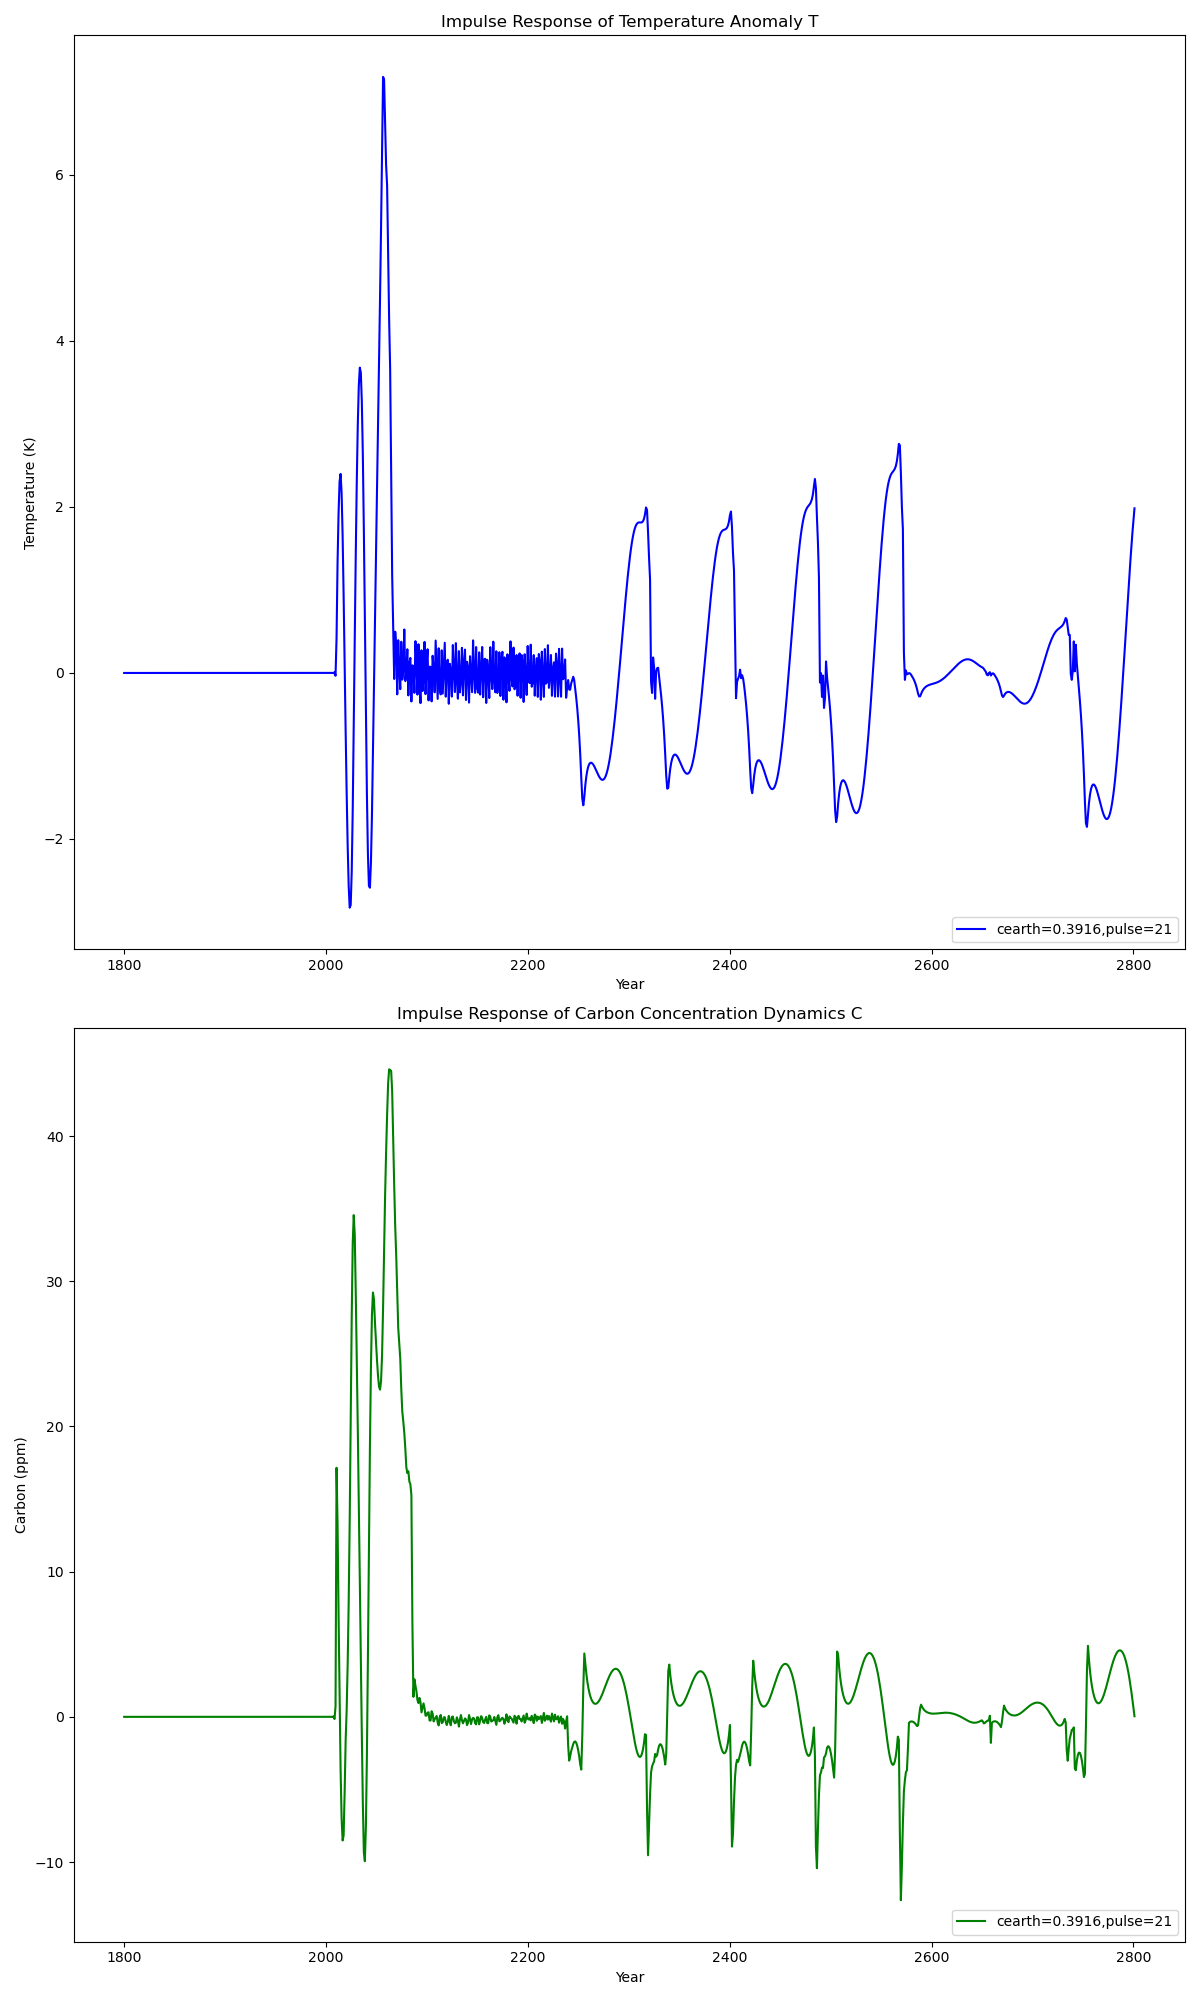 Impulse Response of Temperature Anomaly T
6
4
2
0
−2
Temperature (K)
1800 2000 2200 2400 2600 2800
Year
cearth=0.3916,pulse=21
Impulse Response of Carbon Concentration Dynamics C
40
30
20
10
0
−10
Carbon (ppm)
1800 2000 2200 2400 2600 2800
Year
cearth=0.3916,pulse=21